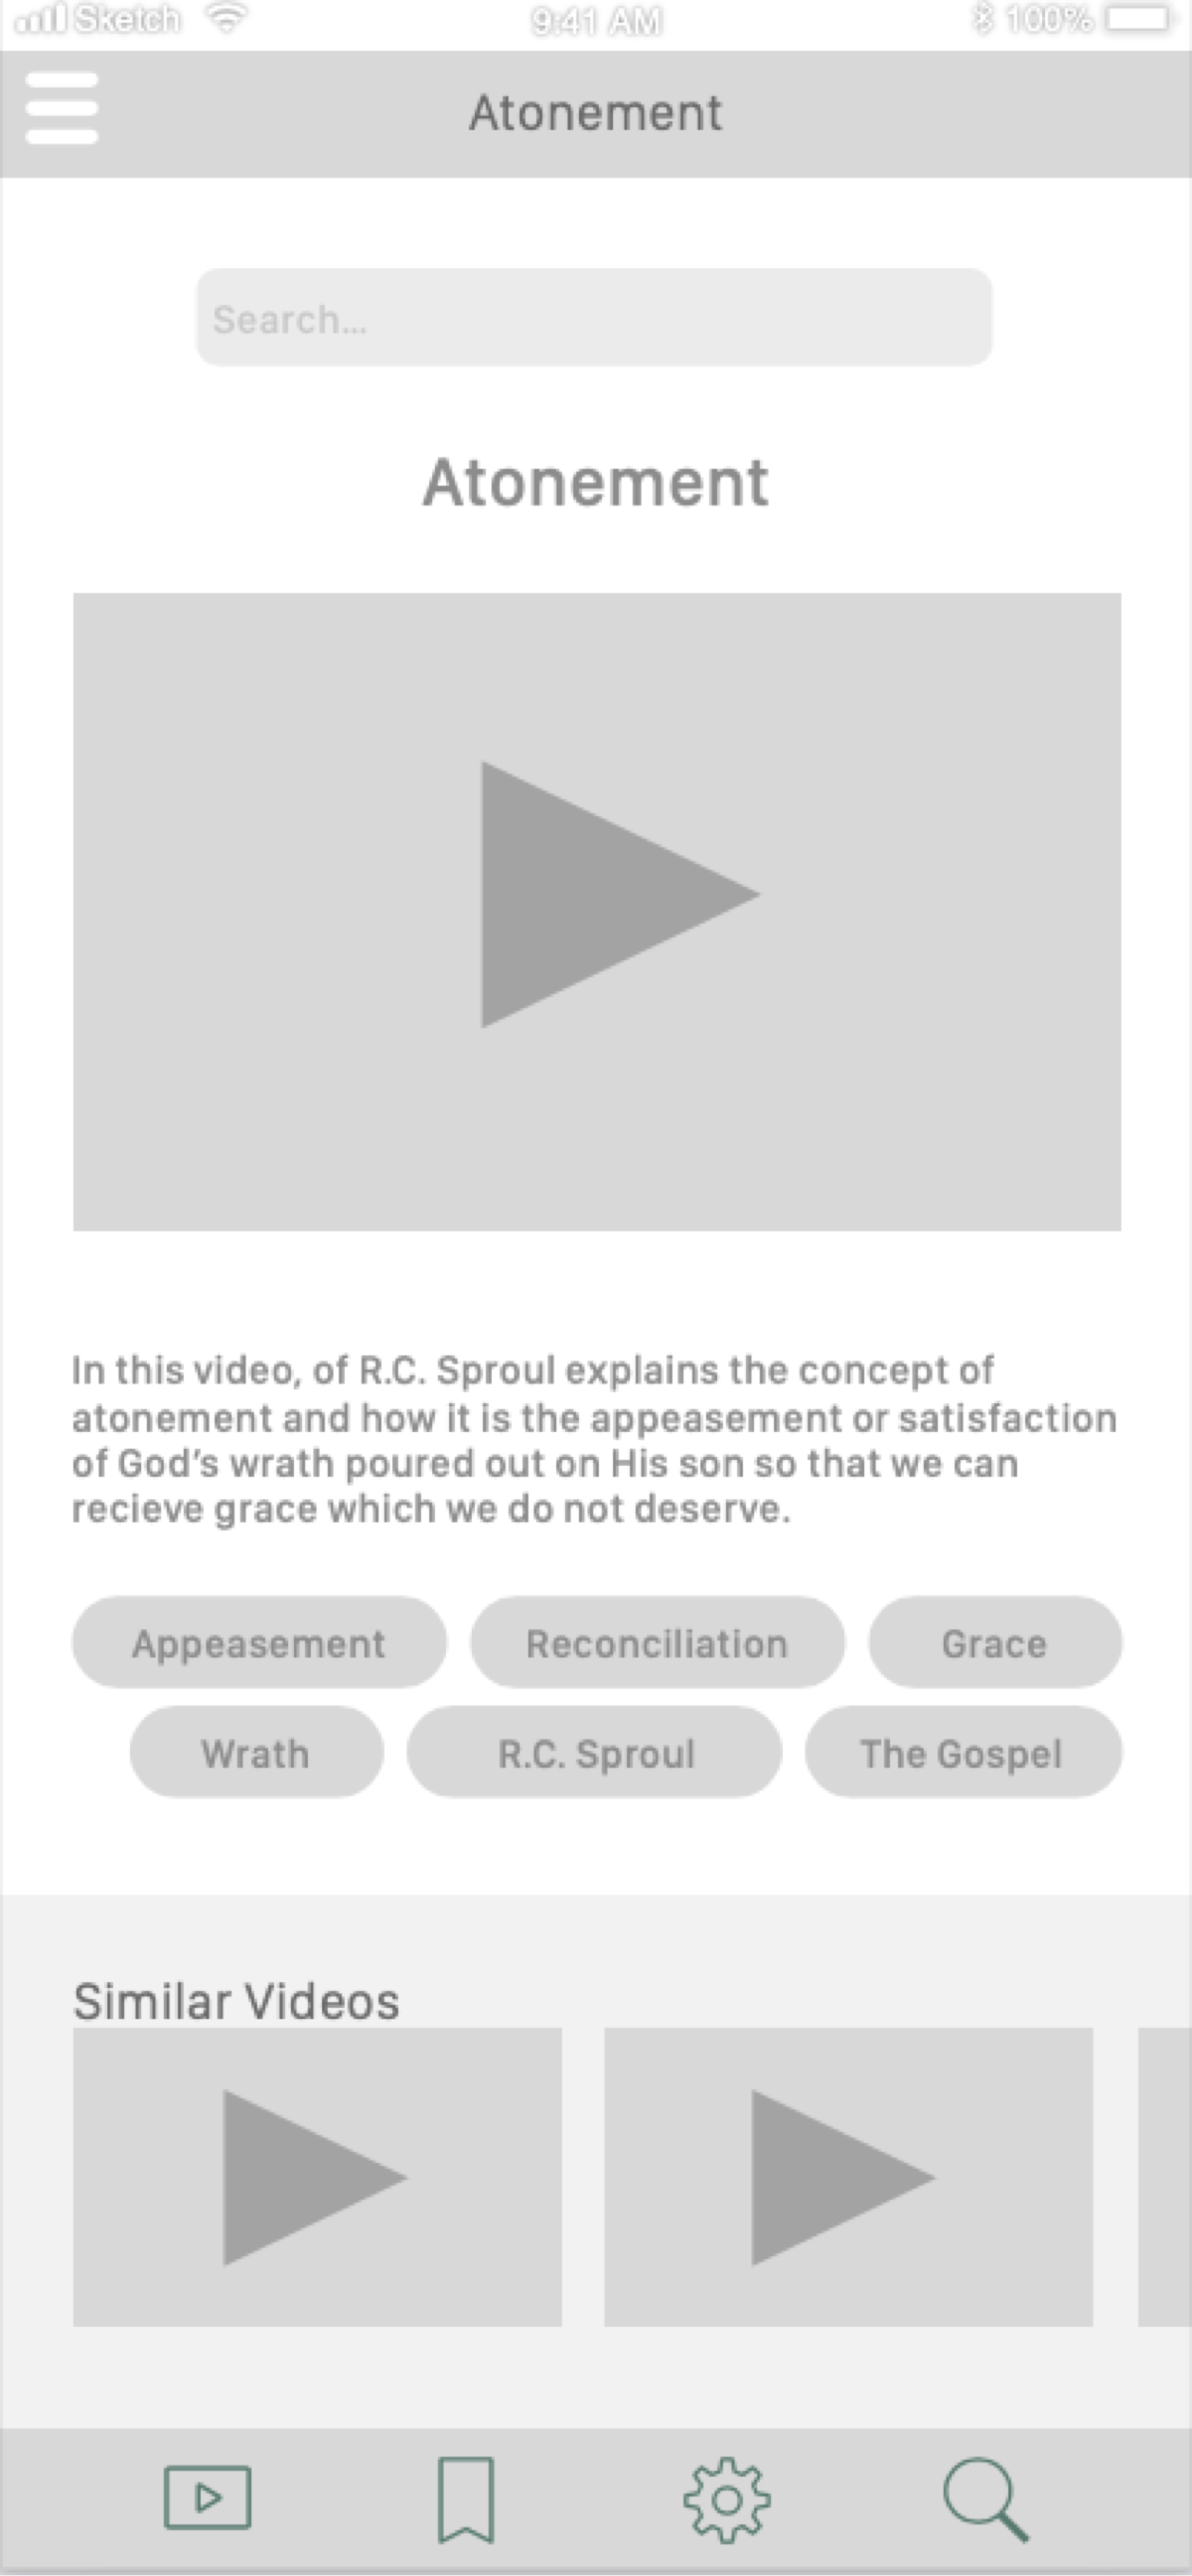 Sketch 9:41 AM 100%
Atonement
Search...
Atonement
In this video, of R.C. Sproul explains the concept of
atonement and how it is the appeasement or satisfaction
of God's wrath poured out on His son so that we can
recieve grace which we do not deserve.
Appeasement Reconciliation Grace
Wrath R.C. Sproul The Gospel
Similar Videos